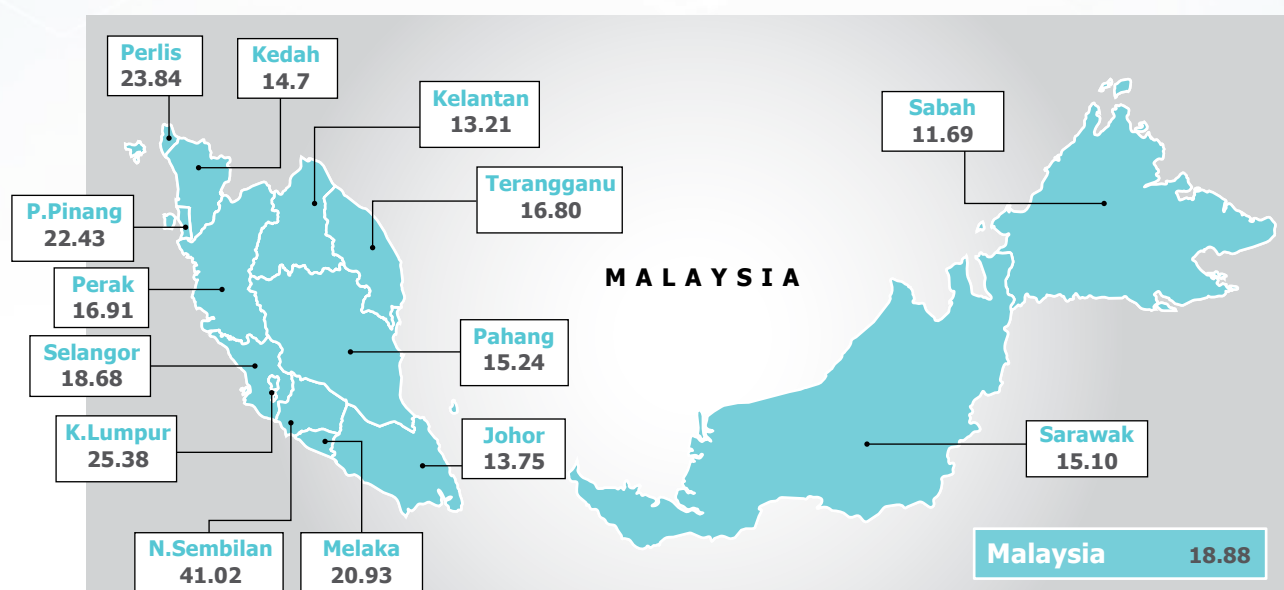 Perlis
23.84
Kedah
14.7
Kelantan
13.21
Sabah
11.69
Terangganu
16.80
P.Pinang
22.43
MALAYSIA
Perak
16.91
Pahang
15.24
Selangor
18.68
K.Lumpur
25.38
Johor
13.75
Sarawak
15.10
N.Sembilan
41.02
Melaka
20.93
Malaysia 18.88